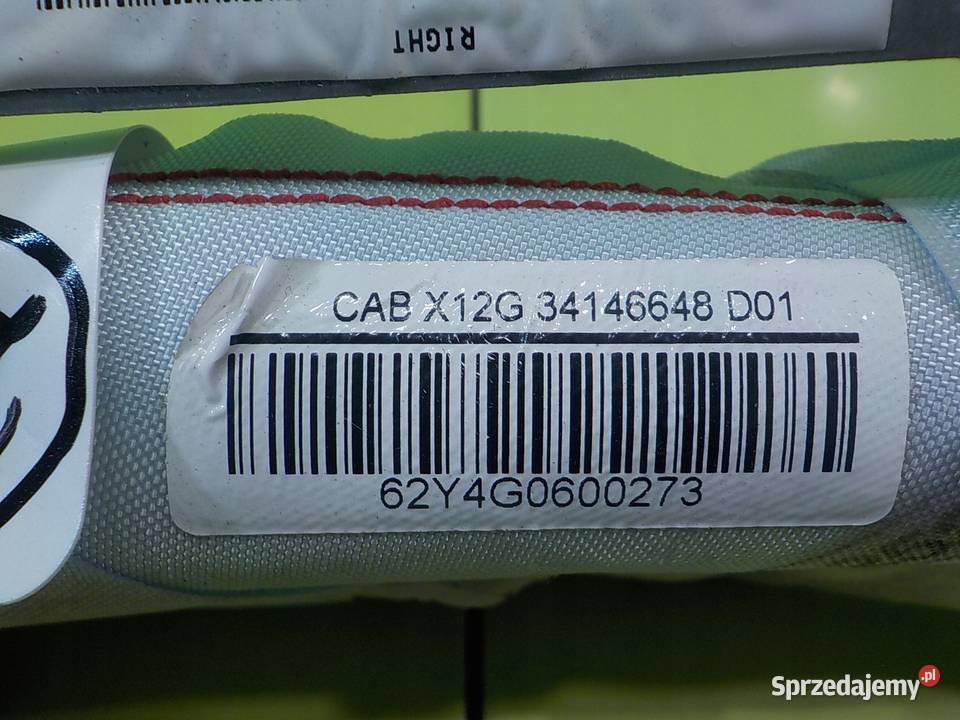 RIGHT
CAB X12G 34146648 D01
62Y4G0600273
Sprzedajemy.pl